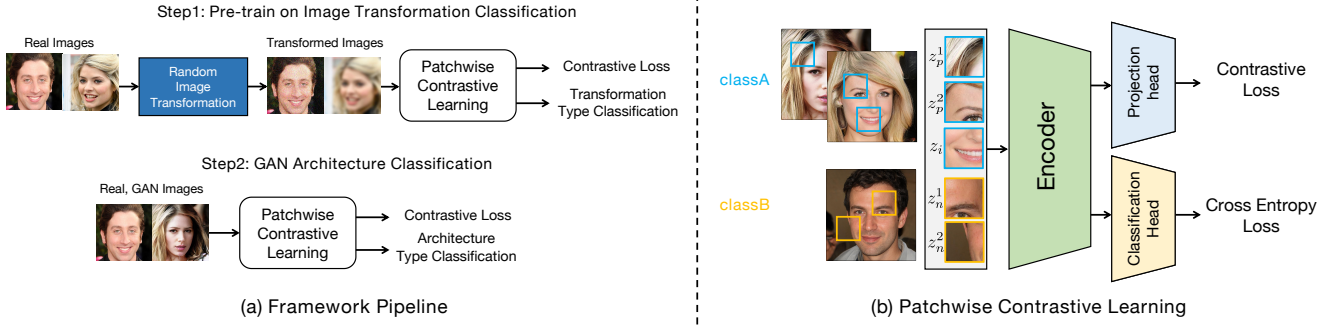 Step1: Pre-train on Image Transformation Classification
Real Images
Transformed Images
Random
Image
Transformation
Patchwise
Contrastive
Learning
Contrastive Loss
Transformation
Type Classification
Step2: GAN Architecture Classification
Real, GAN Images
Patchwise
Contrastive
Learning
Contrastive Loss
Architecture
Type Classification
(a) Framework Pipeline
classA
classB
z_p^1
z_p^2
z_i
z_n^1
z_n^2
Encoder
Projection
head
Classification
Head
Contrastive
Loss
Cross Entropy
Loss
(b) Patchwise Contrastive Learning